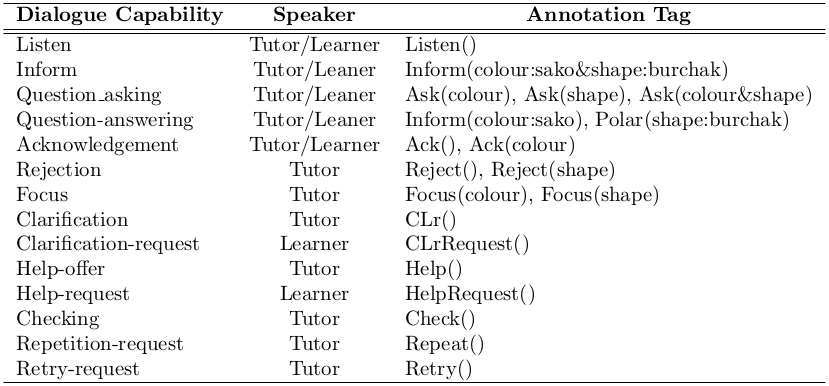 Dialogue Capability Speaker Annotation Tag
Listen Tutor/Learner Listen()
Inform Tutor/Leaner Inform(colour:sako&shape:burchak)
Question_asking Tutor/Leaner Ask(colour), Ask(shape), Ask(colour&shape)
Question-answering Tutor/Leaner Inform(colour:sako), Polar(shape:burchak)
Acknowledgement Tutor/Learner Ack(), Ack(colour)
Rejection Tutor Reject(), Reject(shape)
Focus Tutor Focus(colour), Focus(shape)
Clarification Tutor CLr()
Clarification-request Learner CLrRequest()
Help-offer Tutor Help()
Help-request Learner HelpRequest()
Checking Tutor Check()
Repetition-request Tutor Repeat()
Retry-request Tutor Retry()